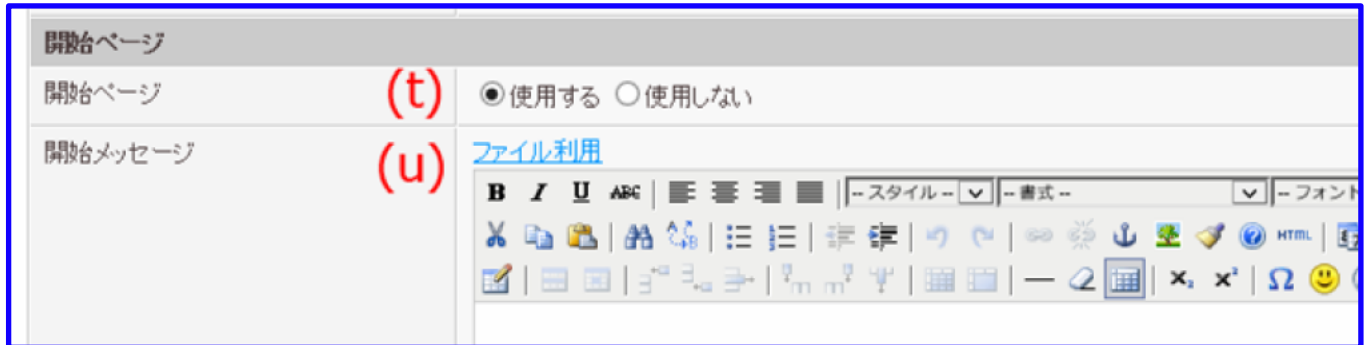 開始ページ
開始ページ (t) 使用する 使用しない
開始メッセージ (u) ファイル利用
B I U ABC -- スタイル -- -- 書式 -- -- フォント
HTML